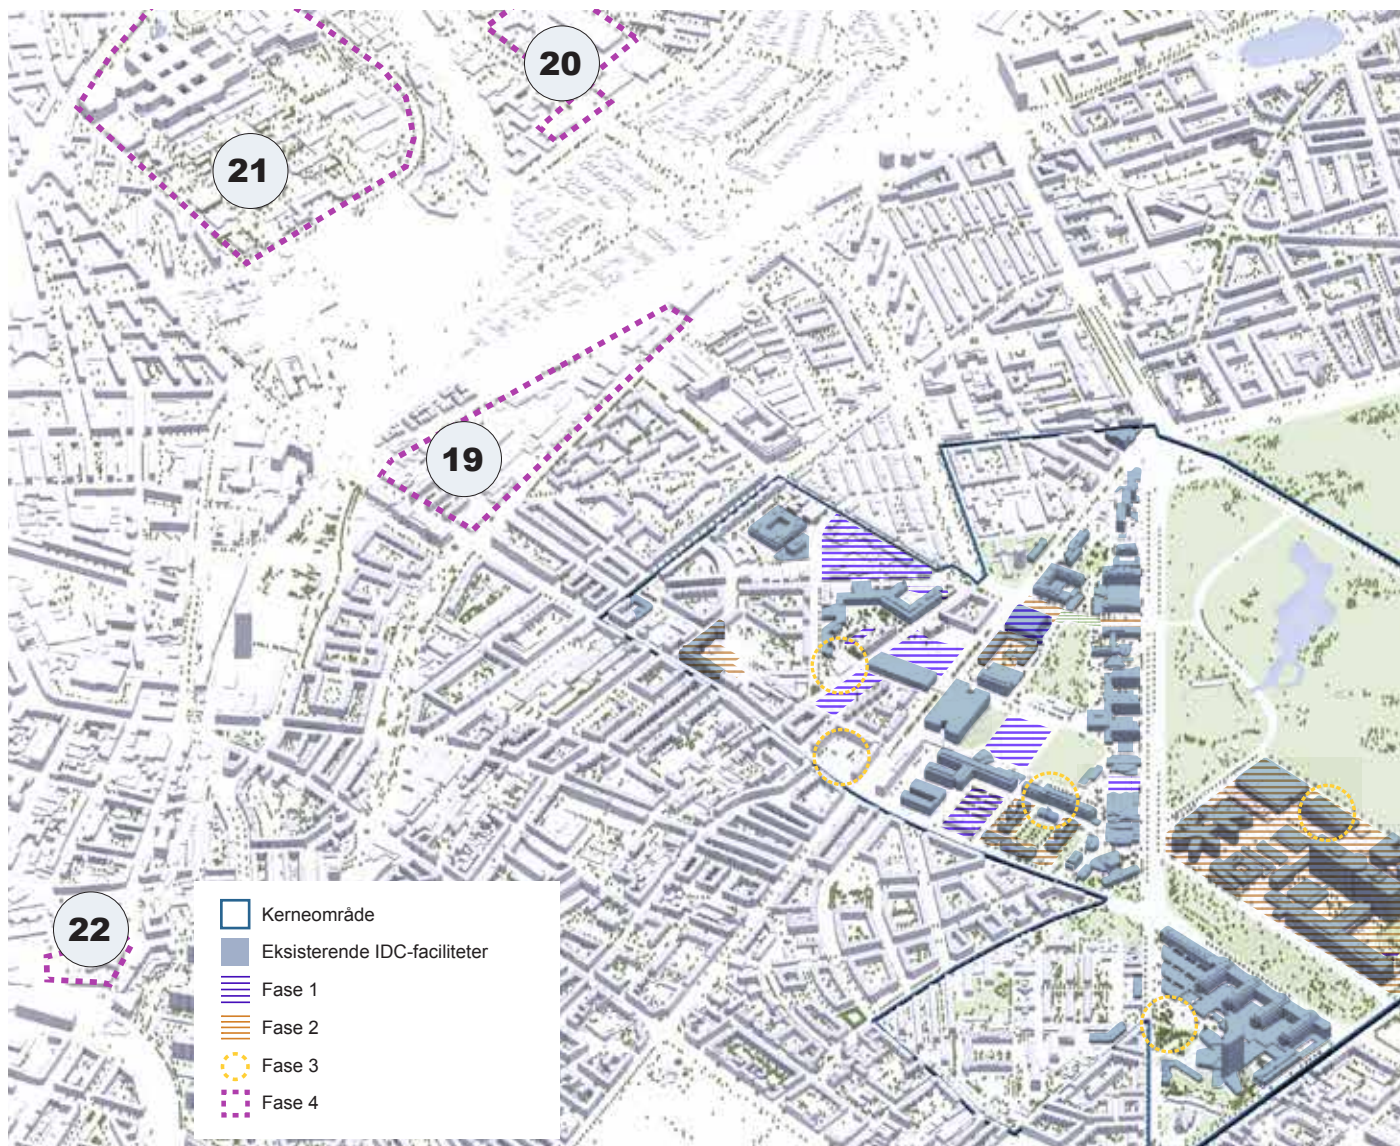 20
21
19
22
Kerneområde
Eksisterende IDC-faciliteter
Fase 1
Fase 2
Fase 3
Fase 4